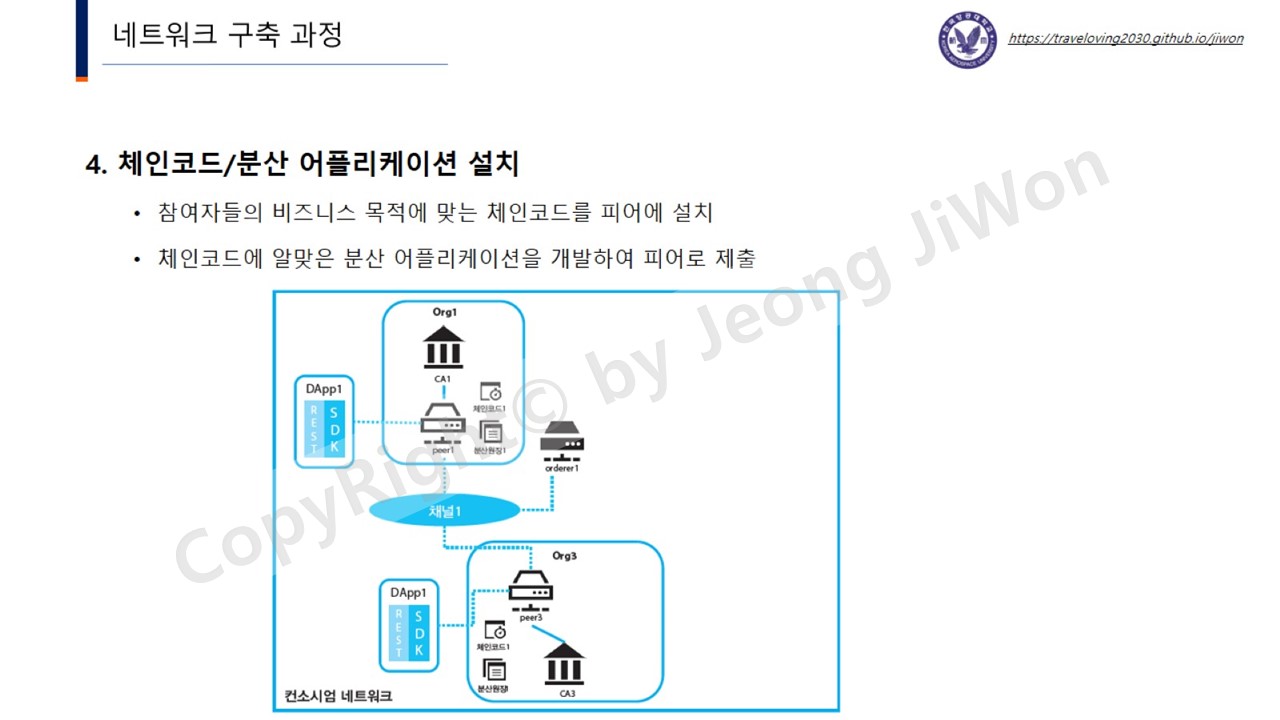 네트워크 구축 과정
https://traveloving2030.github.io/jiwon
4. 체인코드/분산 어플리케이션 설치
• 참여자들의 비즈니스 목적에 맞는 체인코드를 피어에 설치
• 체인코드에 알맞은 분산 어플리케이션을 개발하여 피어로 제출
Org1
CA1
DApp1
REST
SDK
체인코드1
peer1
분산원장1
orderer1
채널1
Org3
DApp1
REST
SDK
peer3
체인코드1
분산원장1
CA3
컨소시엄 네트워크
CopyRight© by Jeong JiWon